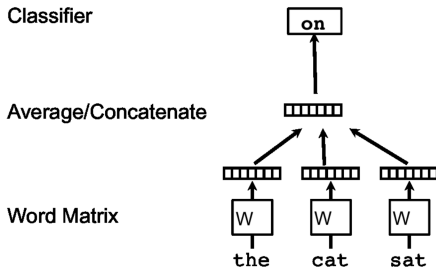 Classifier
on
Average/Concatenate
Word Matrix
W W W
the cat sat